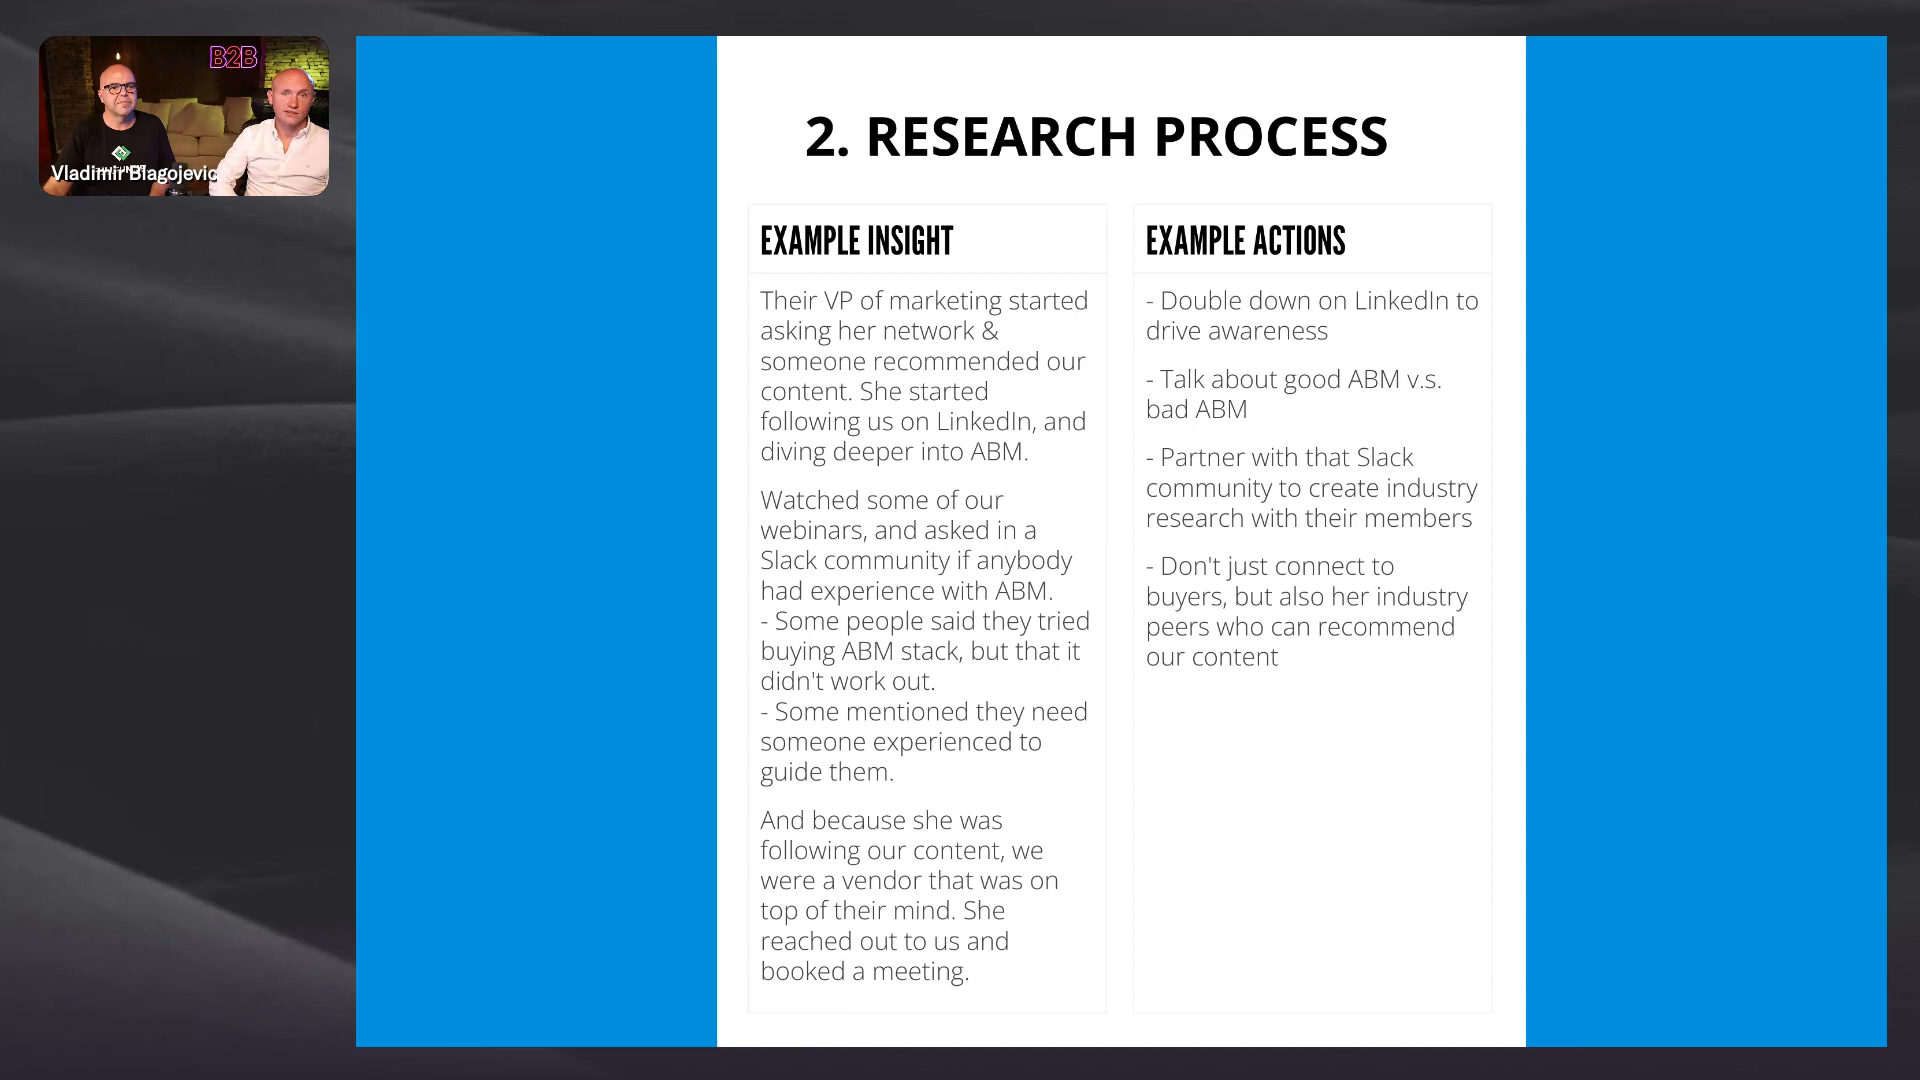 B2B
Vladimir Blagojevic
2. RESEARCH PROCESS
EXAMPLE INSIGHT
Their VP of marketing started
asking her network &
someone recommended our
content. She started
following us on LinkedIn, and
diving deeper into ABM.
Watched some of our
webinars, and asked in a
Slack community if anybody
had experience with ABM.
- Some people said they tried
buying ABM stack, but that it
didn't work out.
- Some mentioned they need
someone experienced to
guide them.
And because she was
following our content, we
were a vendor that was on
top of their mind. She
reached out to us and
booked a meeting.
EXAMPLE ACTIONS
- Double down on LinkedIn to
drive awareness
- Talk about good ABM v.s.
bad ABM
- Partner with that Slack
community to create industry
research with their members
- Don't just connect to
buyers, but also her industry
peers who can recommend
our content